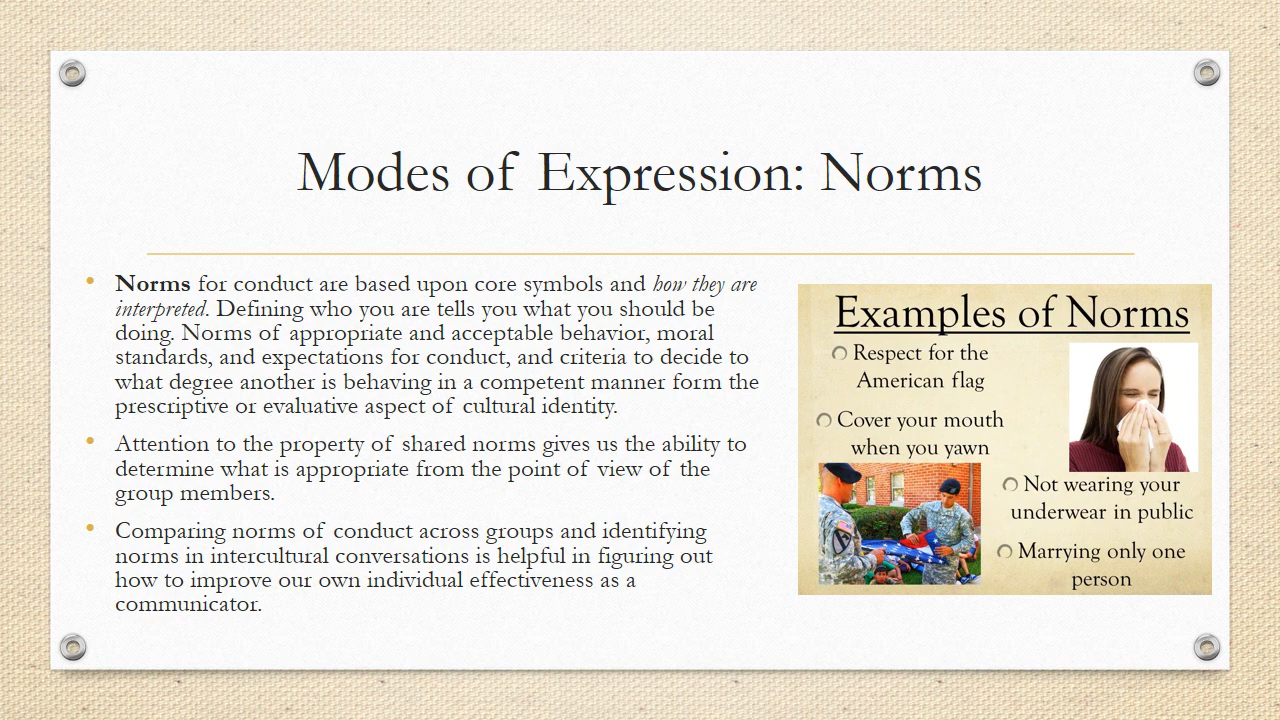 Modes of Expression: Norms
• Norms for conduct are based upon core symbols and how they are
interpreted. Defining who you are tells you what you should be
doing. Norms of appropriate and acceptable behavior, moral
standards, and expectations for conduct, and criteria to decide to
what degree another is behaving in a competent manner form the
prescriptive or evaluative aspect of cultural identity.
• Attention to the property of shared norms gives us the ability to
determine what is appropriate from the point of view of the
group members.
• Comparing norms of conduct across groups and identifying
norms in intercultural conversations is helpful in figuring out
how to improve our own individual effectiveness as a
communicator.
Examples of Norms
Respect for the
American flag
Cover your mouth
when you yawn
Not wearing your
underwear in public
Marrying only one
person